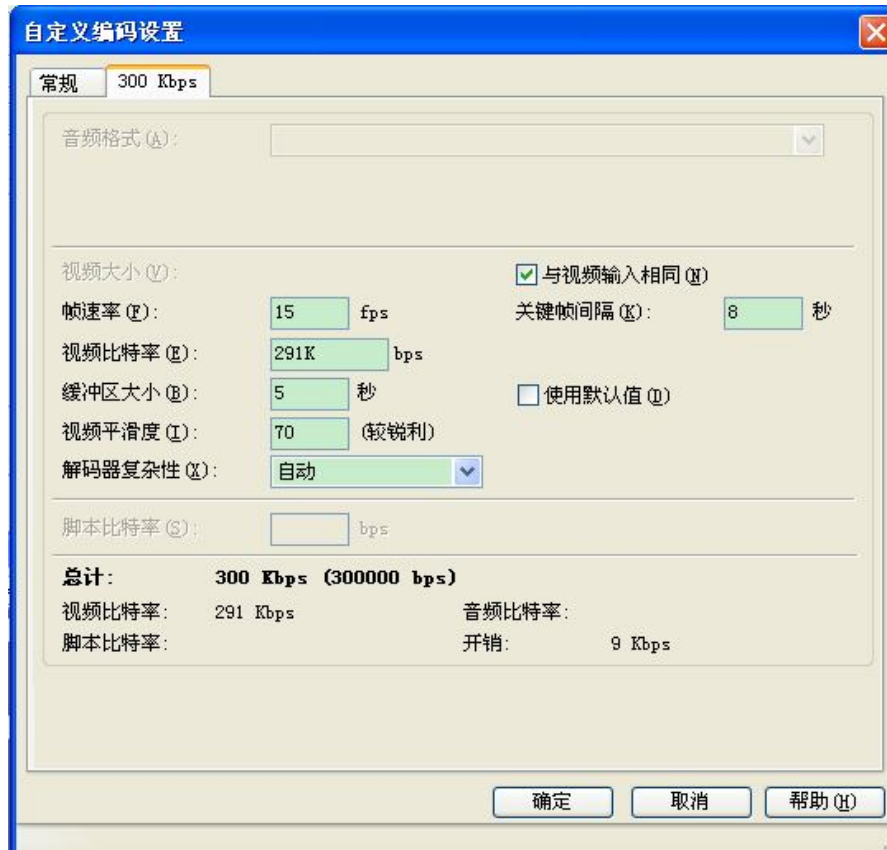 自定义编码设置
常规 300 Kbps
音频格式(A):
视频大小(V): 与视频输入相同(N)
帧速率(F): 15 fps 关键帧间隔(K): 8 秒
视频比特率(E): 291K bps
缓冲区大小(B): 5 秒 使用默认值(D)
视频平滑度(I): 70 (较锐利)
解码器复杂性(X): 自动
脚本比特率(S): bps
总计: 300 Kbps (300000 bps)
视频比特率: 291 Kbps 音频比特率:
脚本比特率: 开销: 9 Kbps
确定 取消 帮助(H)